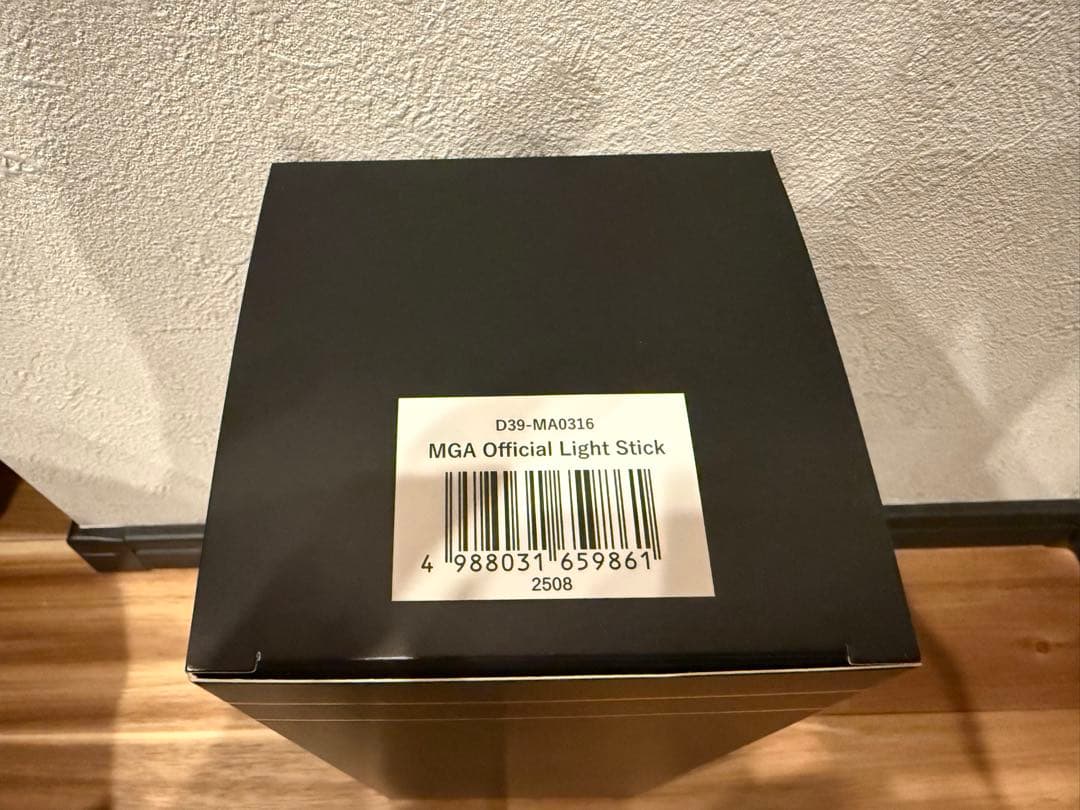 D39-MA0316
MGA Official Light Stick
4 988031 659861
2508